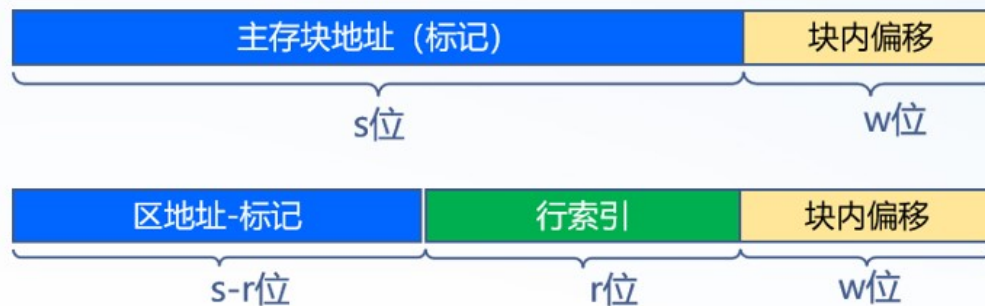 主存块地址（标记） 块内偏移
s位 w位
区地址-标记 行索引 块内偏移
s-r位 r位 w位